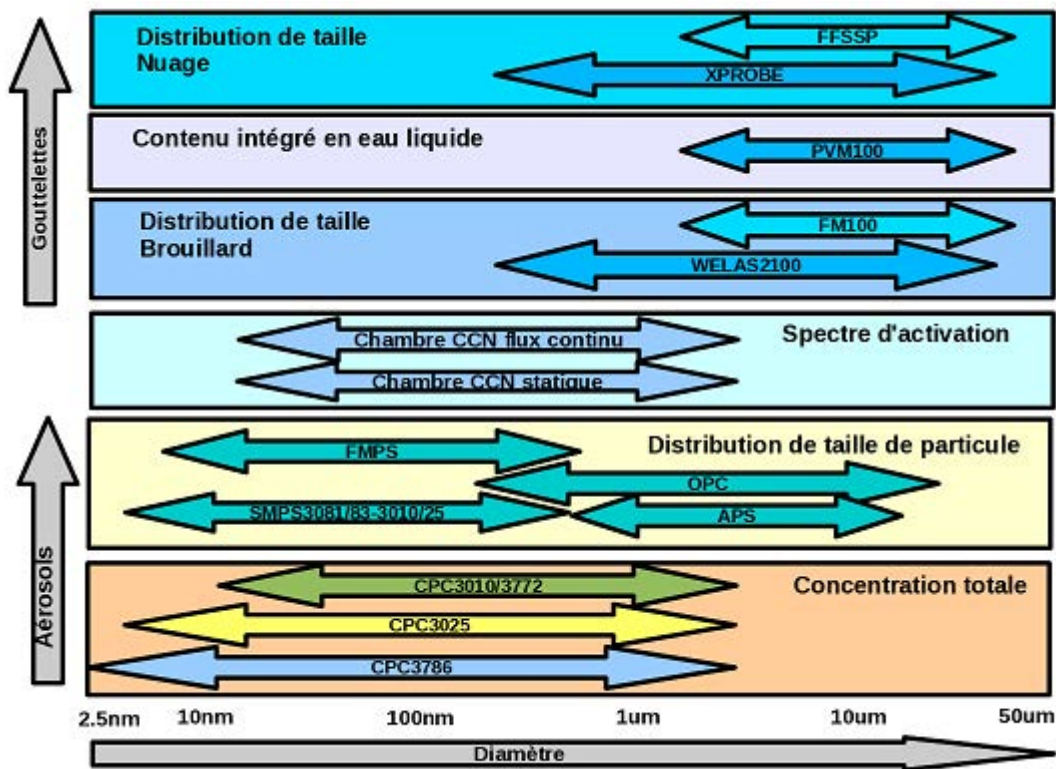 Distribution de taille
Nuage
FFSSP
XPROBE
Contenu intégré en eau liquide
PVM100
Distribution de taille
Brouillard
FM100
WELAS2100
Gouttelettes
Chambre CCN flux continu
Spectre d'activation
Chambre CCN statique
FMPS
Distribution de taille de particule
OPC
SMPS3081/83-3010/25
APS
CPC3010/3772
Concentration totale
CPC3025
CPC3786
Aérosols
2.5nm 10nm 100nm 1um 10um 50um
Diamètre